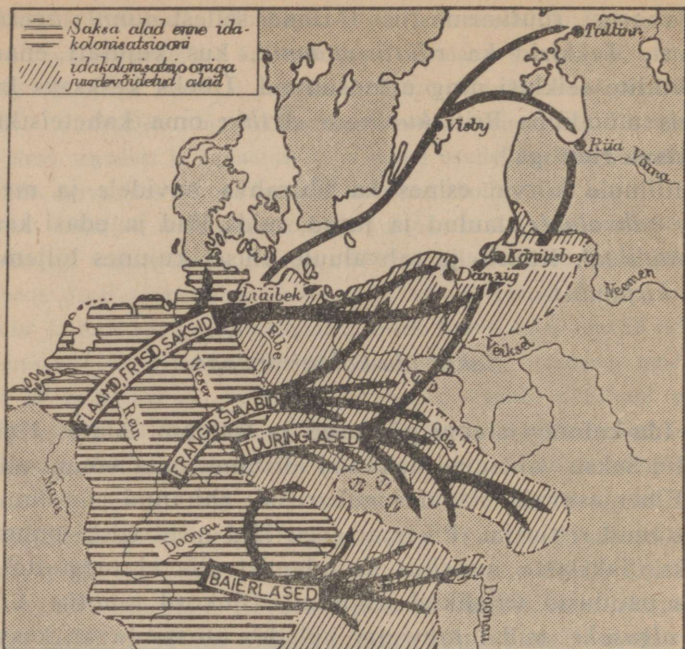 Saksa alad enne ida-
kolonisatsiooni
idakolonisatsiooniga
juurdevõidetud alad
Tallinn
Visby
Riia
Väina
Königsberg
Danzig
Neemen
Lüübek
Elbe
Veiksel
FLAAMID, FRIISID, SAKSID
Weser
Rein
FRANGID, SVAABID
TÜÜRINGLASED
Oder
Maas
Doonau
BAIERLASED
Doonau